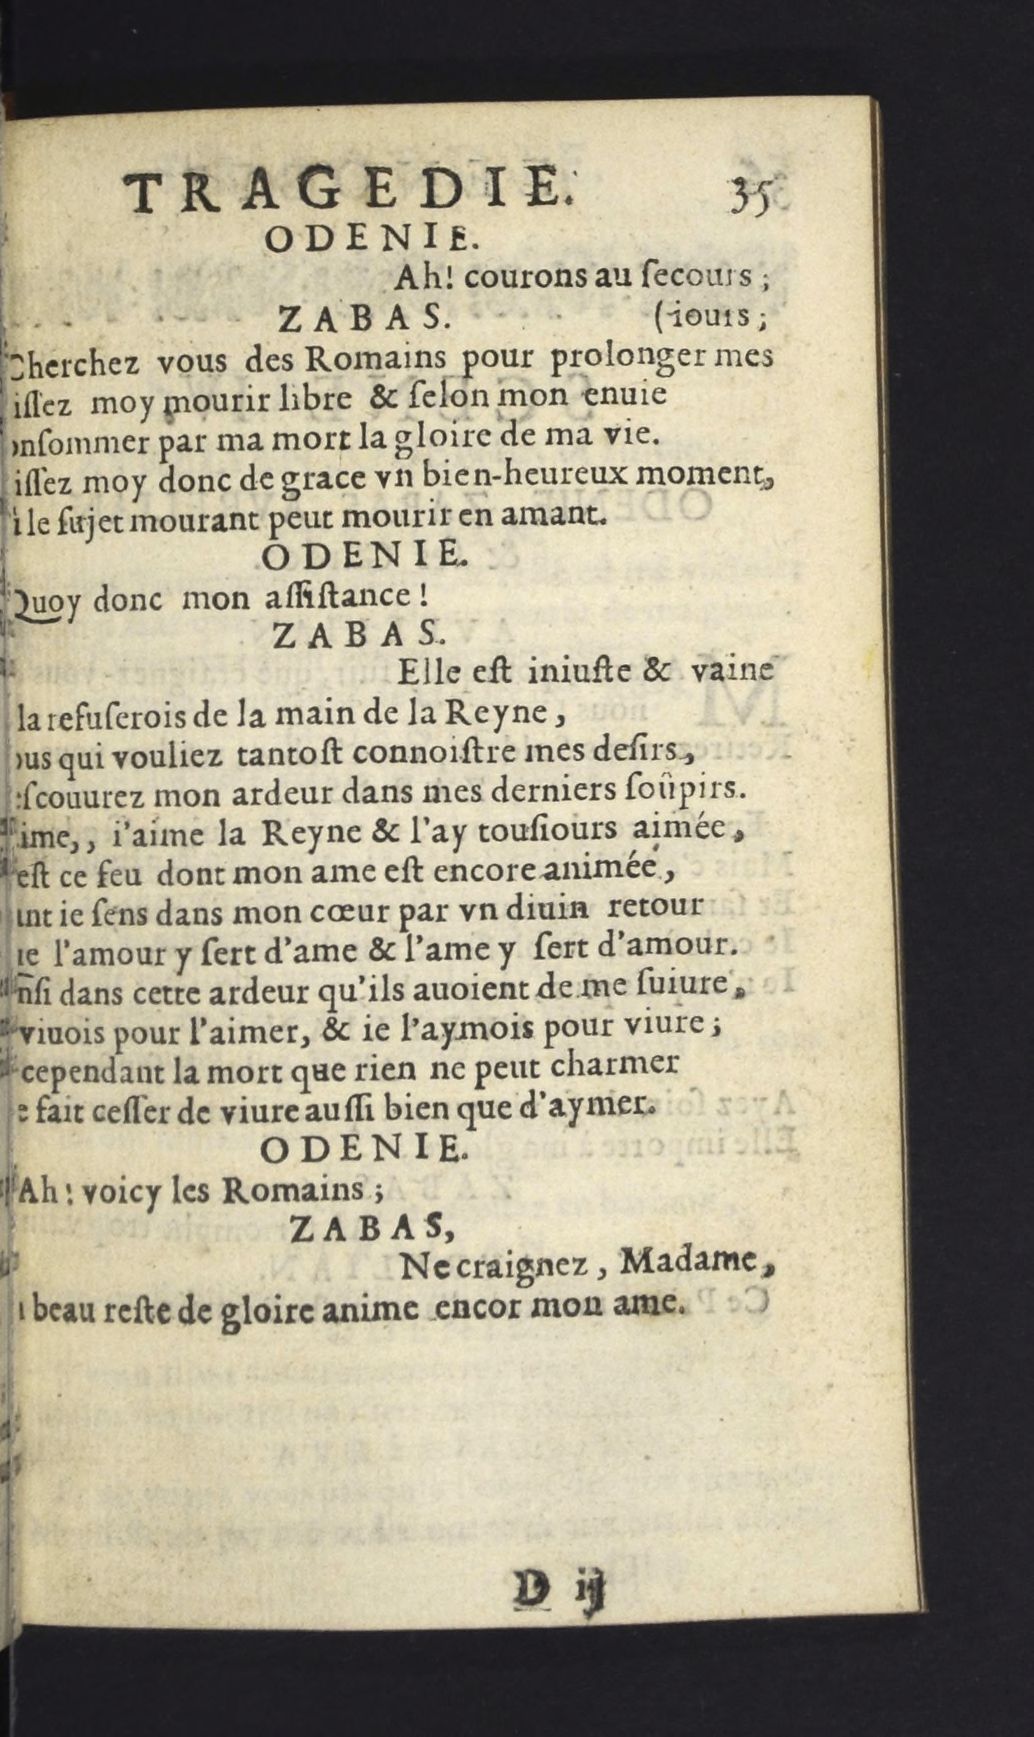 TRAGEDIE. 35
ODENIE.
Ah! courons au ſecours ;
ZABAS. (iours ;
Cherchez vous des Romains pour prolonger mes
iſſez moy mourir libre & ſelon mon enuie
onſommer par ma mort la gloire de ma vie.
iſſez moy donc de grace vn bien-heureux moment,
i le ſujet mourant peut mourir en amant.
ODENIE.
Quoy donc mon aſſiſtance !
ZABAS.
Elle eſt iniuſte & vaine
la refuſerois de la main de la Reyne ,
ous qui vouliez tantoſt connoiſtre mes deſirs ,
eſcouurez mon ardeur dans mes derniers ſoûpirs.
ime, , i'aime la Reyne & l'ay touſiours aimée ,
eſt ce feu dont mon ame eſt encore animée ,
int ie ſens dans mon cœur par vn diuin retour
ie l'amour y ſert d'ame & l'ame y ſert d'amour.
nſi dans cette ardeur qu'ils auoient de me ſuiure ,
viuois pour l'aimer, & ie l'aymois pour viure ;
cependant la mort que rien ne peut charmer
e fait ceſſer de viure auſſi bien que d'aymer.
ODENIE.
Ah ! voicy les Romains ;
ZABAS,
Ne craignez , Madame ,
beau reſte de gloire anime encor mon ame.
D ij